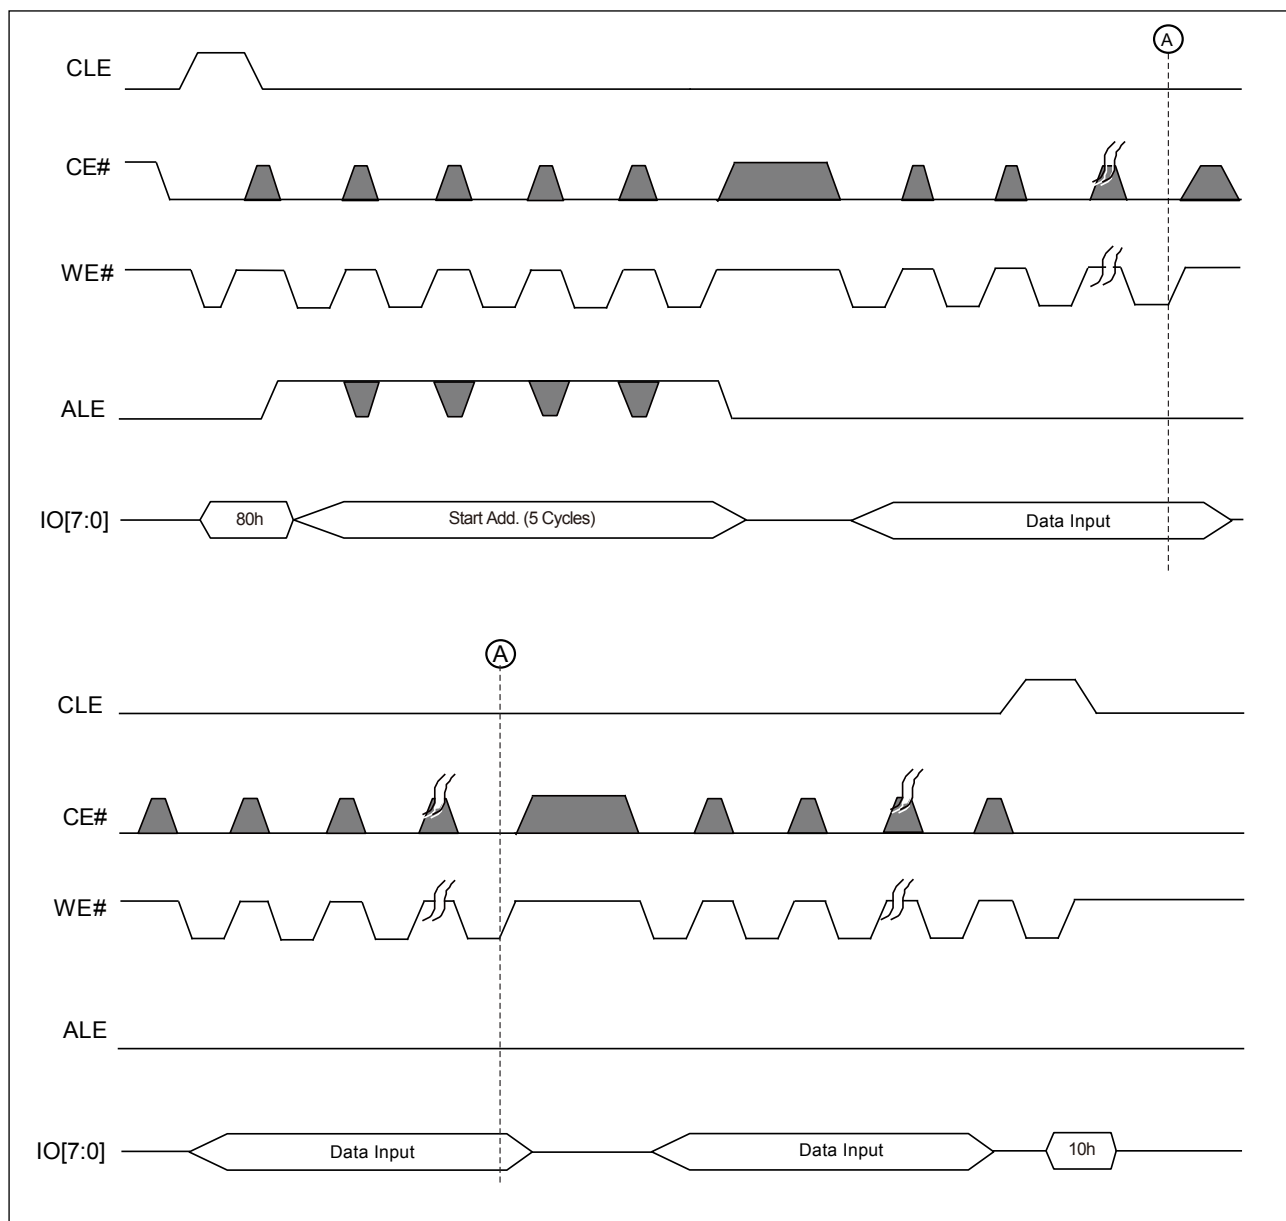 A
CLE
CE#
WE#
ALE
IO[7:0] 80h Start Add. (5 Cycles) Data Input
A
CLE
CE#
WE#
ALE
IO[7:0] Data Input Data Input 10h